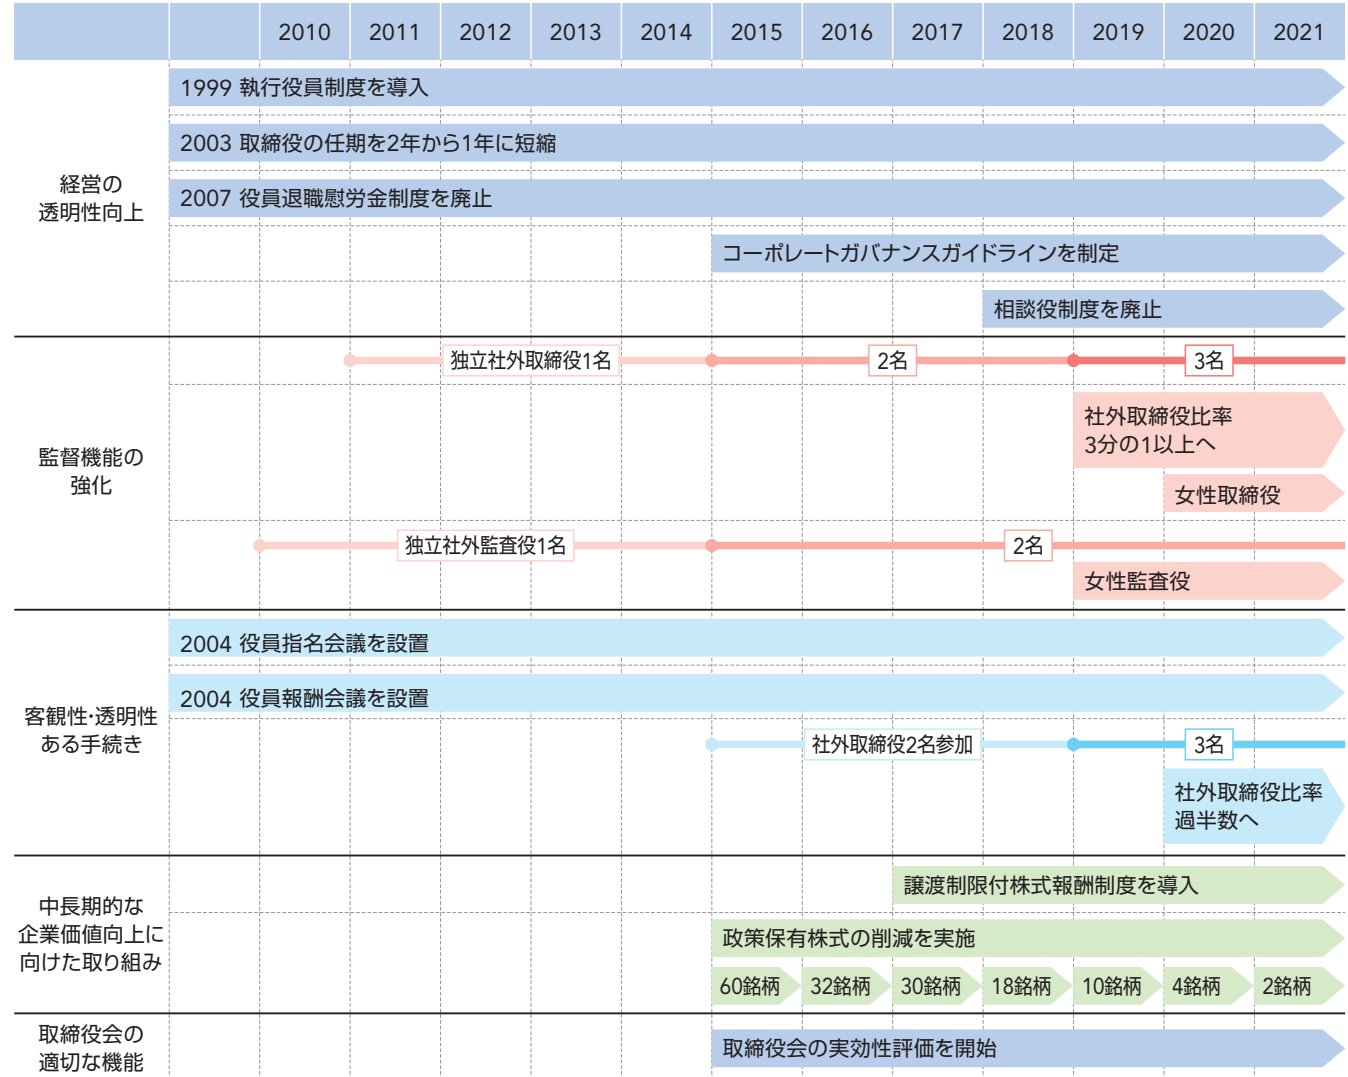 2010 2011 2012 2013 2014 2015 2016 2017 2018 2019 2020 2021
経営の
透明性向上
1999 執行役員制度を導入
2003 取締役の任期を2年から1年に短縮
2007 役員退職慰労金制度を廃止
コーポレートガバナンスガイドラインを制定
相談役制度を廃止
監督機能の
強化
独立社外取締役1名 2名 3名
社外取締役比率
3分の1以上へ
女性取締役
独立社外監査役1名 2名
女性監査役
客観性・透明性
ある手続き
2004 役員指名会議を設置
2004 役員報酬会議を設置
社外取締役2名参加 3名
社外取締役比率
過半数へ
中長期的な
企業価値向上に
向けた取り組み
譲渡制限付株式報酬制度を導入
政策保有株式の削減を実施
60銘柄 32銘柄 30銘柄 18銘柄 10銘柄 4銘柄 2銘柄
取締役会の
適切な機能
取締役会の実効性評価を開始